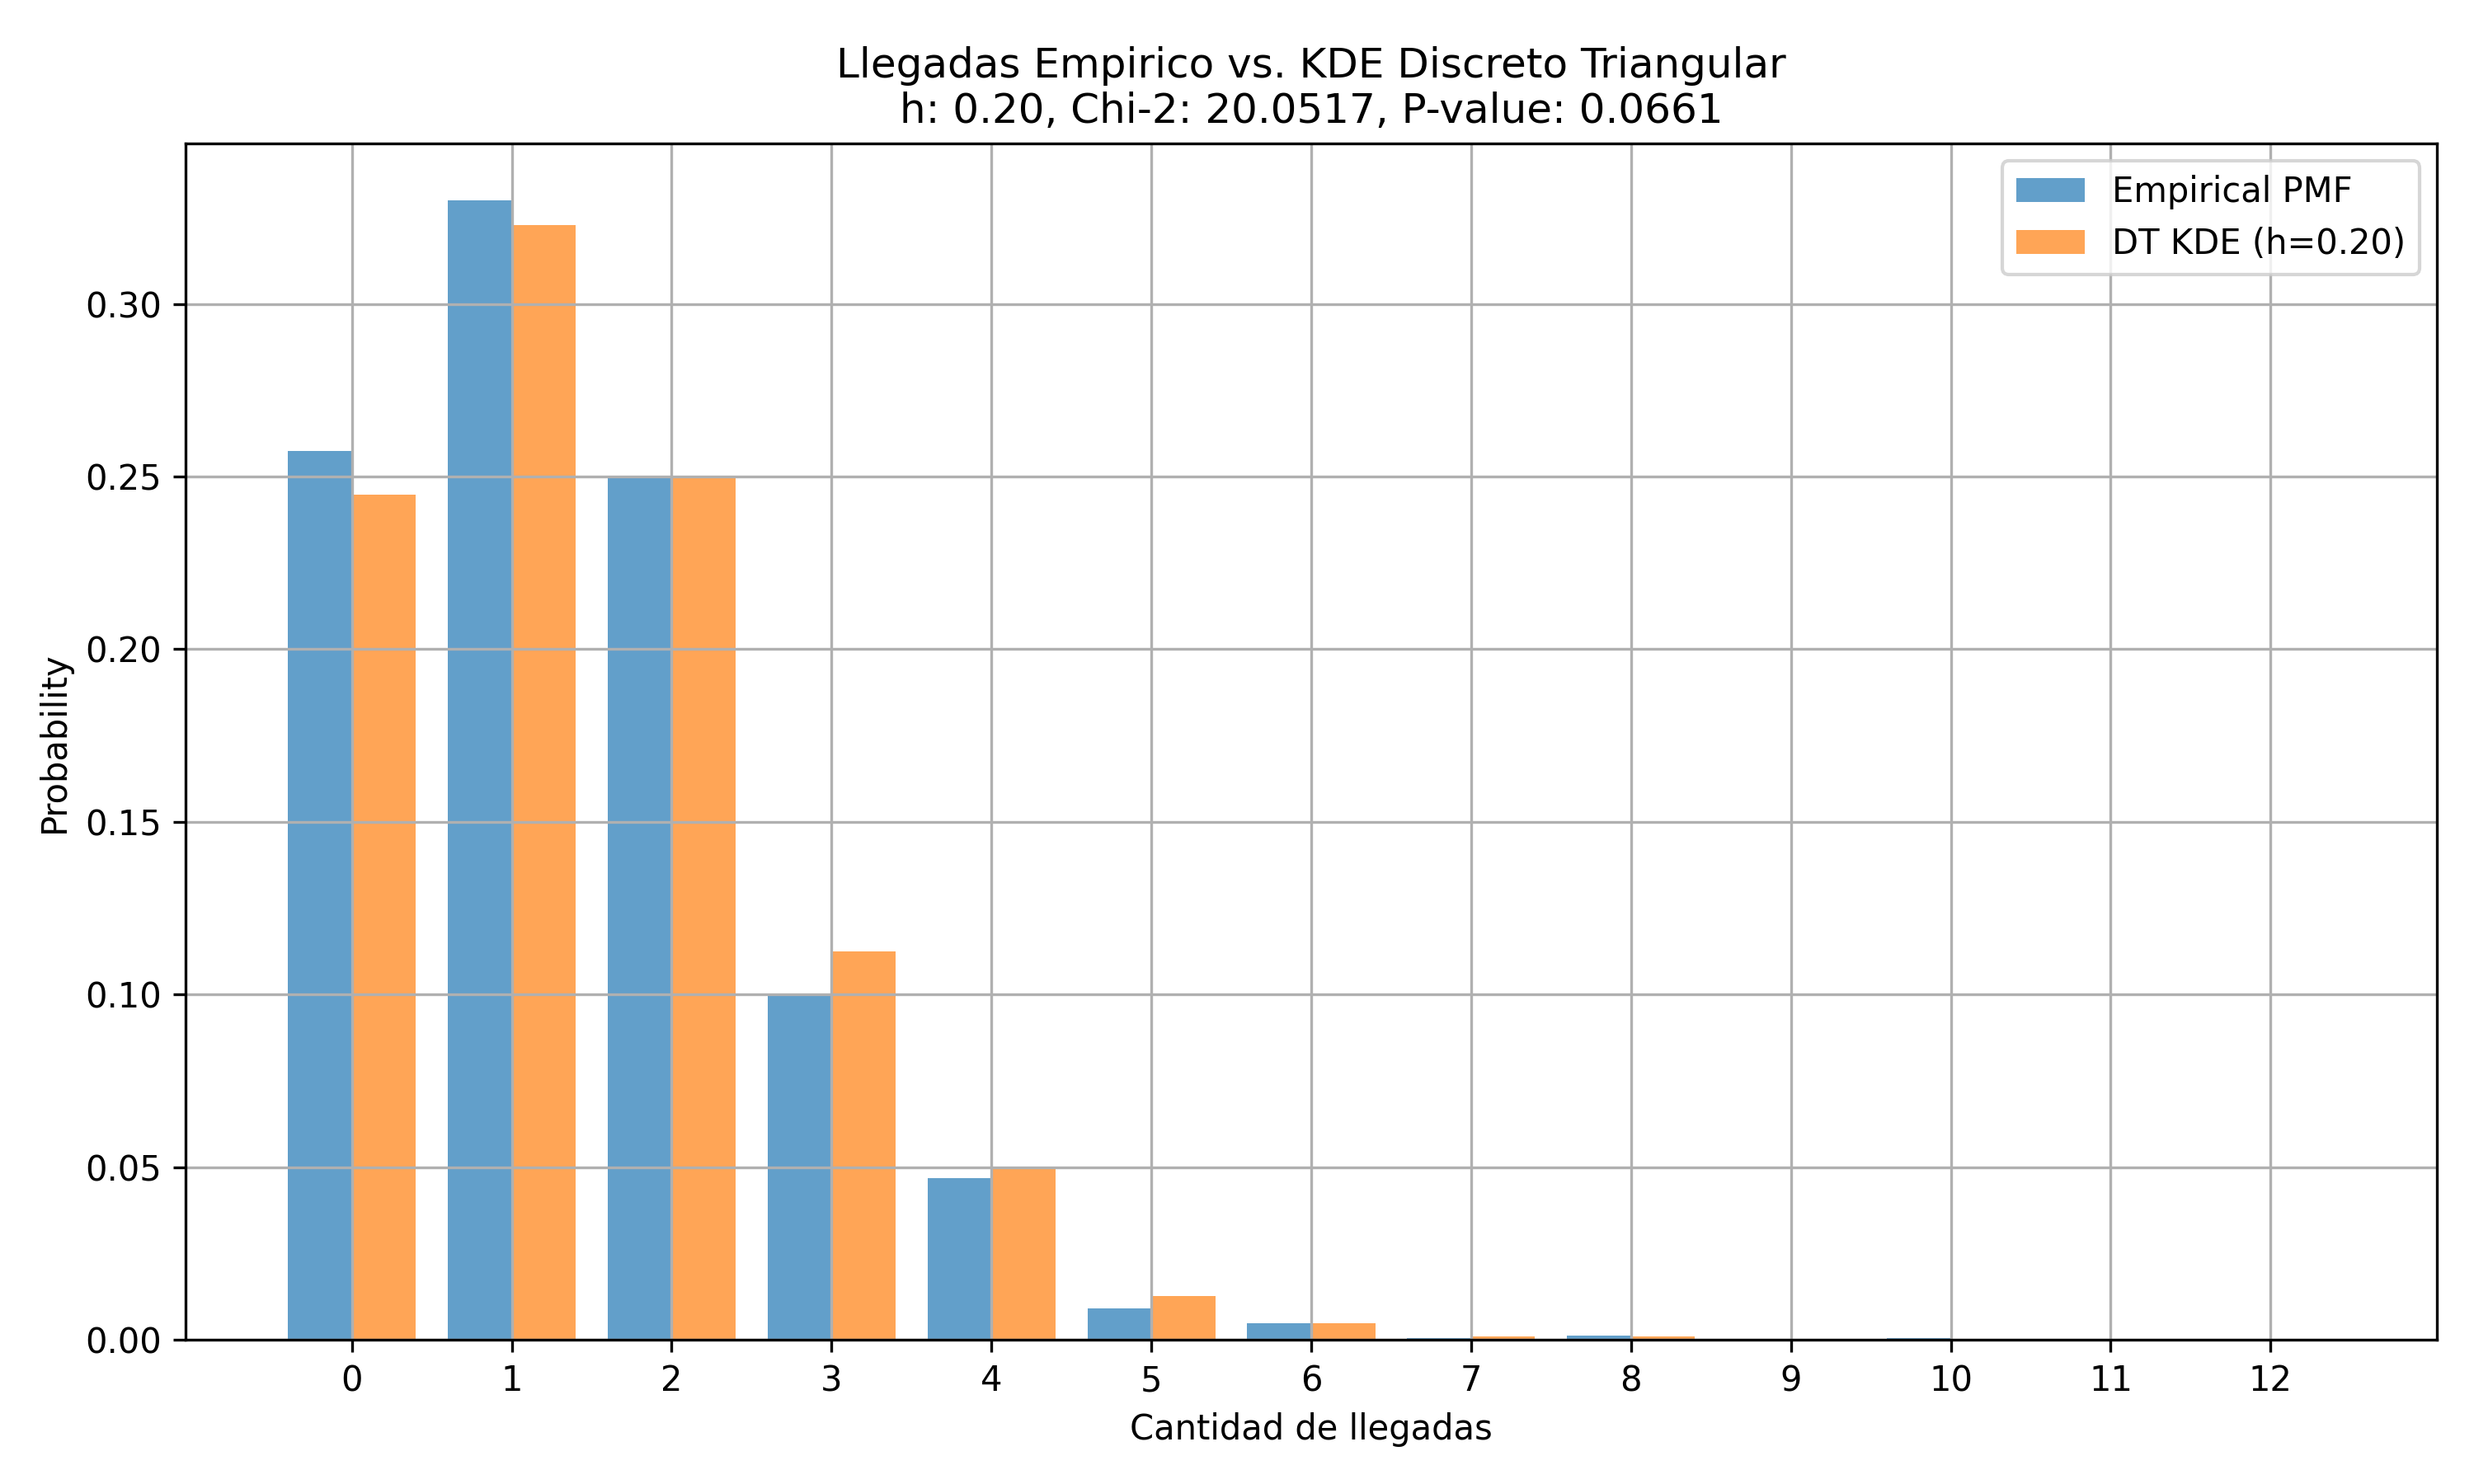 Llegadas Empirico vs. KDE Discreto Triangular
h: 0.20, Chi-2: 20.0517, P-value: 0.0661
Empirical PMF
DT KDE (h=0.20)
Probability
0.30
0.25
0.20
0.15
0.10
0.05
0.00
0 1 2 3 4 5 6 7 8 9 10 11 12
Cantidad de llegadas